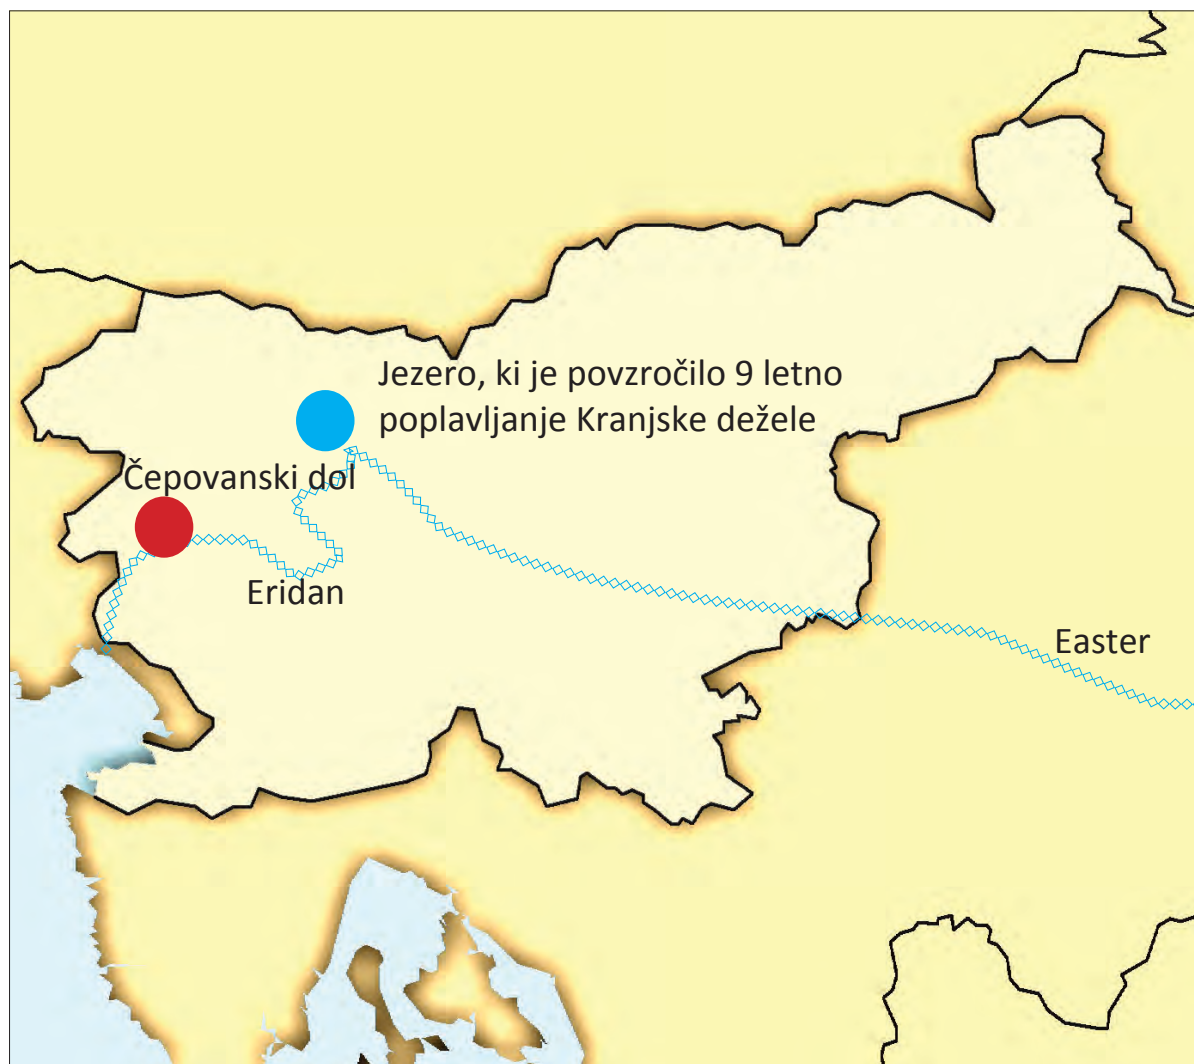 Jezero, ki je povzročilo 9 letno
poplavljanje Kranjske dežele
Čepovanski dol
Eridan
Easter